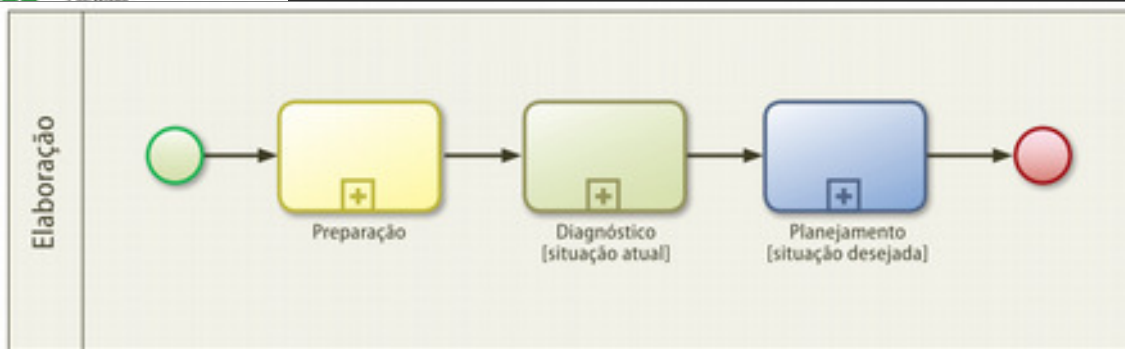 Elaboração
Preparação
Diagnóstico
[situação atual]
Planejamento
[situação desejada]